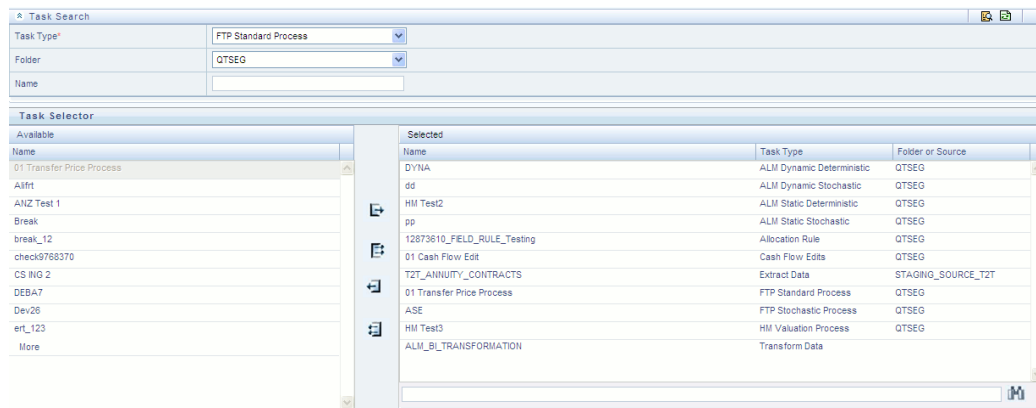 Task Search
Task Type* FTP Standard Process
Folder QTSEG
Name
Task Selector
Available
Name
01 Transfer Price Process
Alifrt
ANZ Test 1
Break
break_12
check9768370
CS ING 2
DEBA7
Dev26
ert_123
More
Selected
Name Task Type Folder or Source
DYNA ALM Dynamic Deterministic QTSEG
dd ALM Dynamic Stochastic QTSEG
HM Test2 ALM Static Deterministic QTSEG
pp ALM Static Stochastic QTSEG
12873610_FIELD_RULE_Testing Allocation Rule QTSEG
01 Cash Flow Edit Cash Flow Edits QTSEG
T2T_ANNUITY_CONTRACTS Extract Data STAGING_SOURCE_T2T
01 Transfer Price Process FTP Standard Process QTSEG
ASE FTP Stochastic Process QTSEG
HM Test3 HM Valuation Process QTSEG
ALM_BI_TRANSFORMATION Transform Data